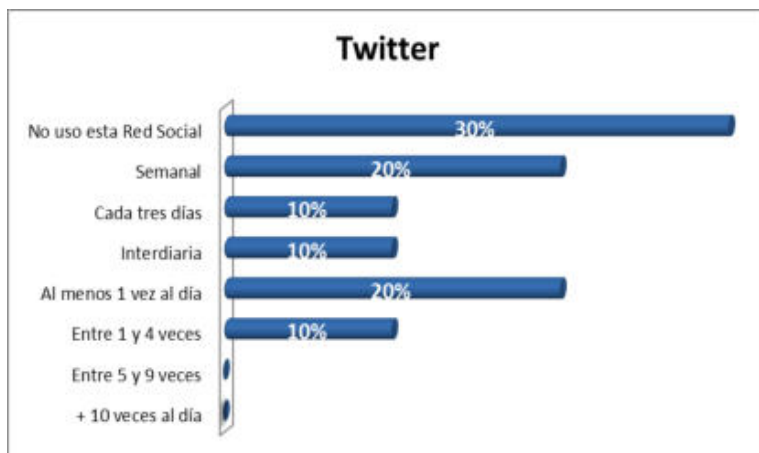 Twitter
No uso esta Red Social
30%
Semanal
20%
Cada tres días
10%
Interdiaria
10%
Al menos 1 vez al día
20%
Entre 1 y 4 veces
10%
Entre 5 y 9 veces
+ 10 veces al día